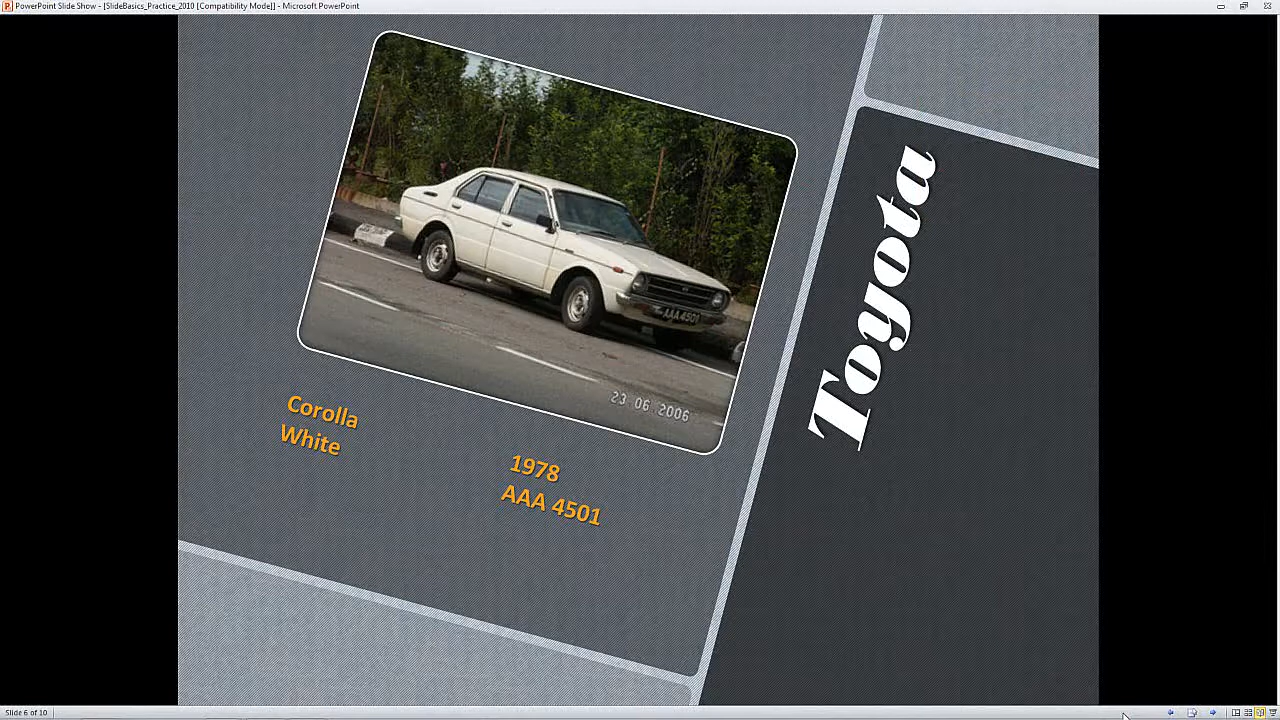 PowerPoint Slide Show - [SlideBasics_Practice_2010 [Compatibility Mode]] - Microsoft PowerPoint
Toyota
AAA 4501
23 06 2006
Corolla
White
1978
AAA 4501
Slide 6 of 10